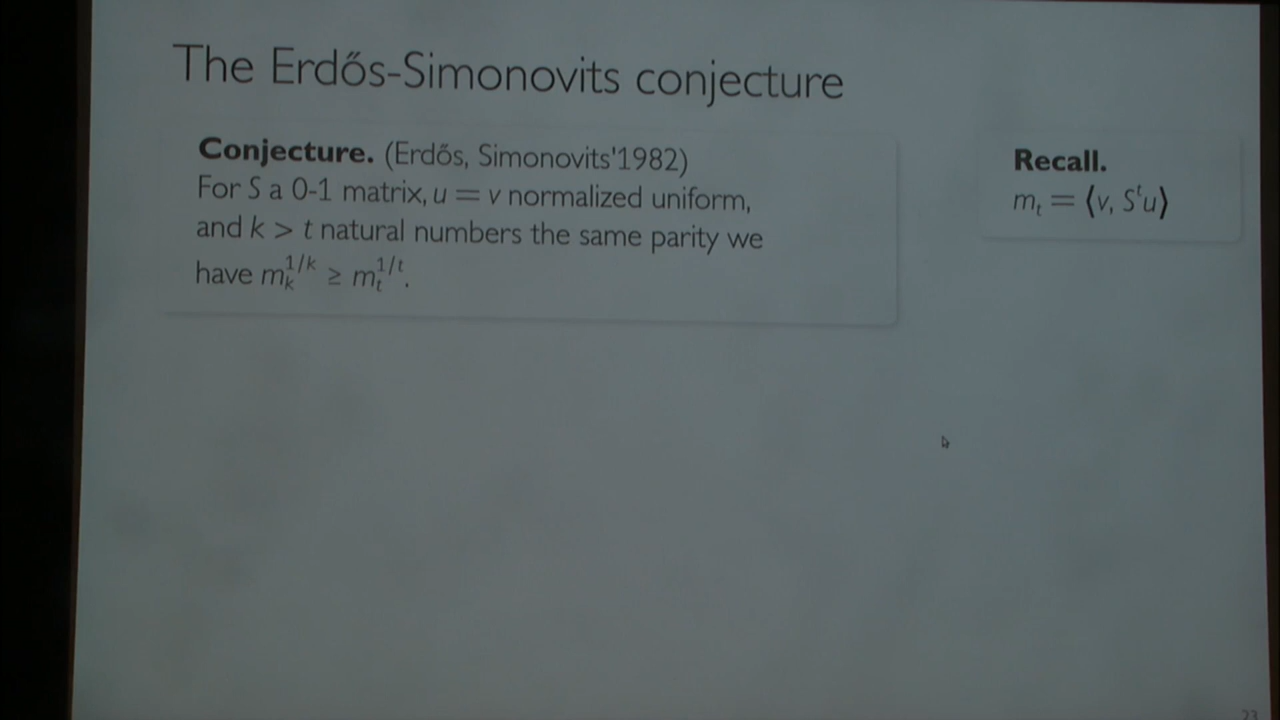 The Erdős-Simonovits conjecture
Conjecture. (Erdős, Simonovits'1982)
For S a 0-1 matrix, u = v normalized uniform,
and k > t natural numbers the same parity we
have m_k^{1/k} ≥ m_t^{1/t}.
Recall.
m_t = ⟨v, S^t u⟩
23